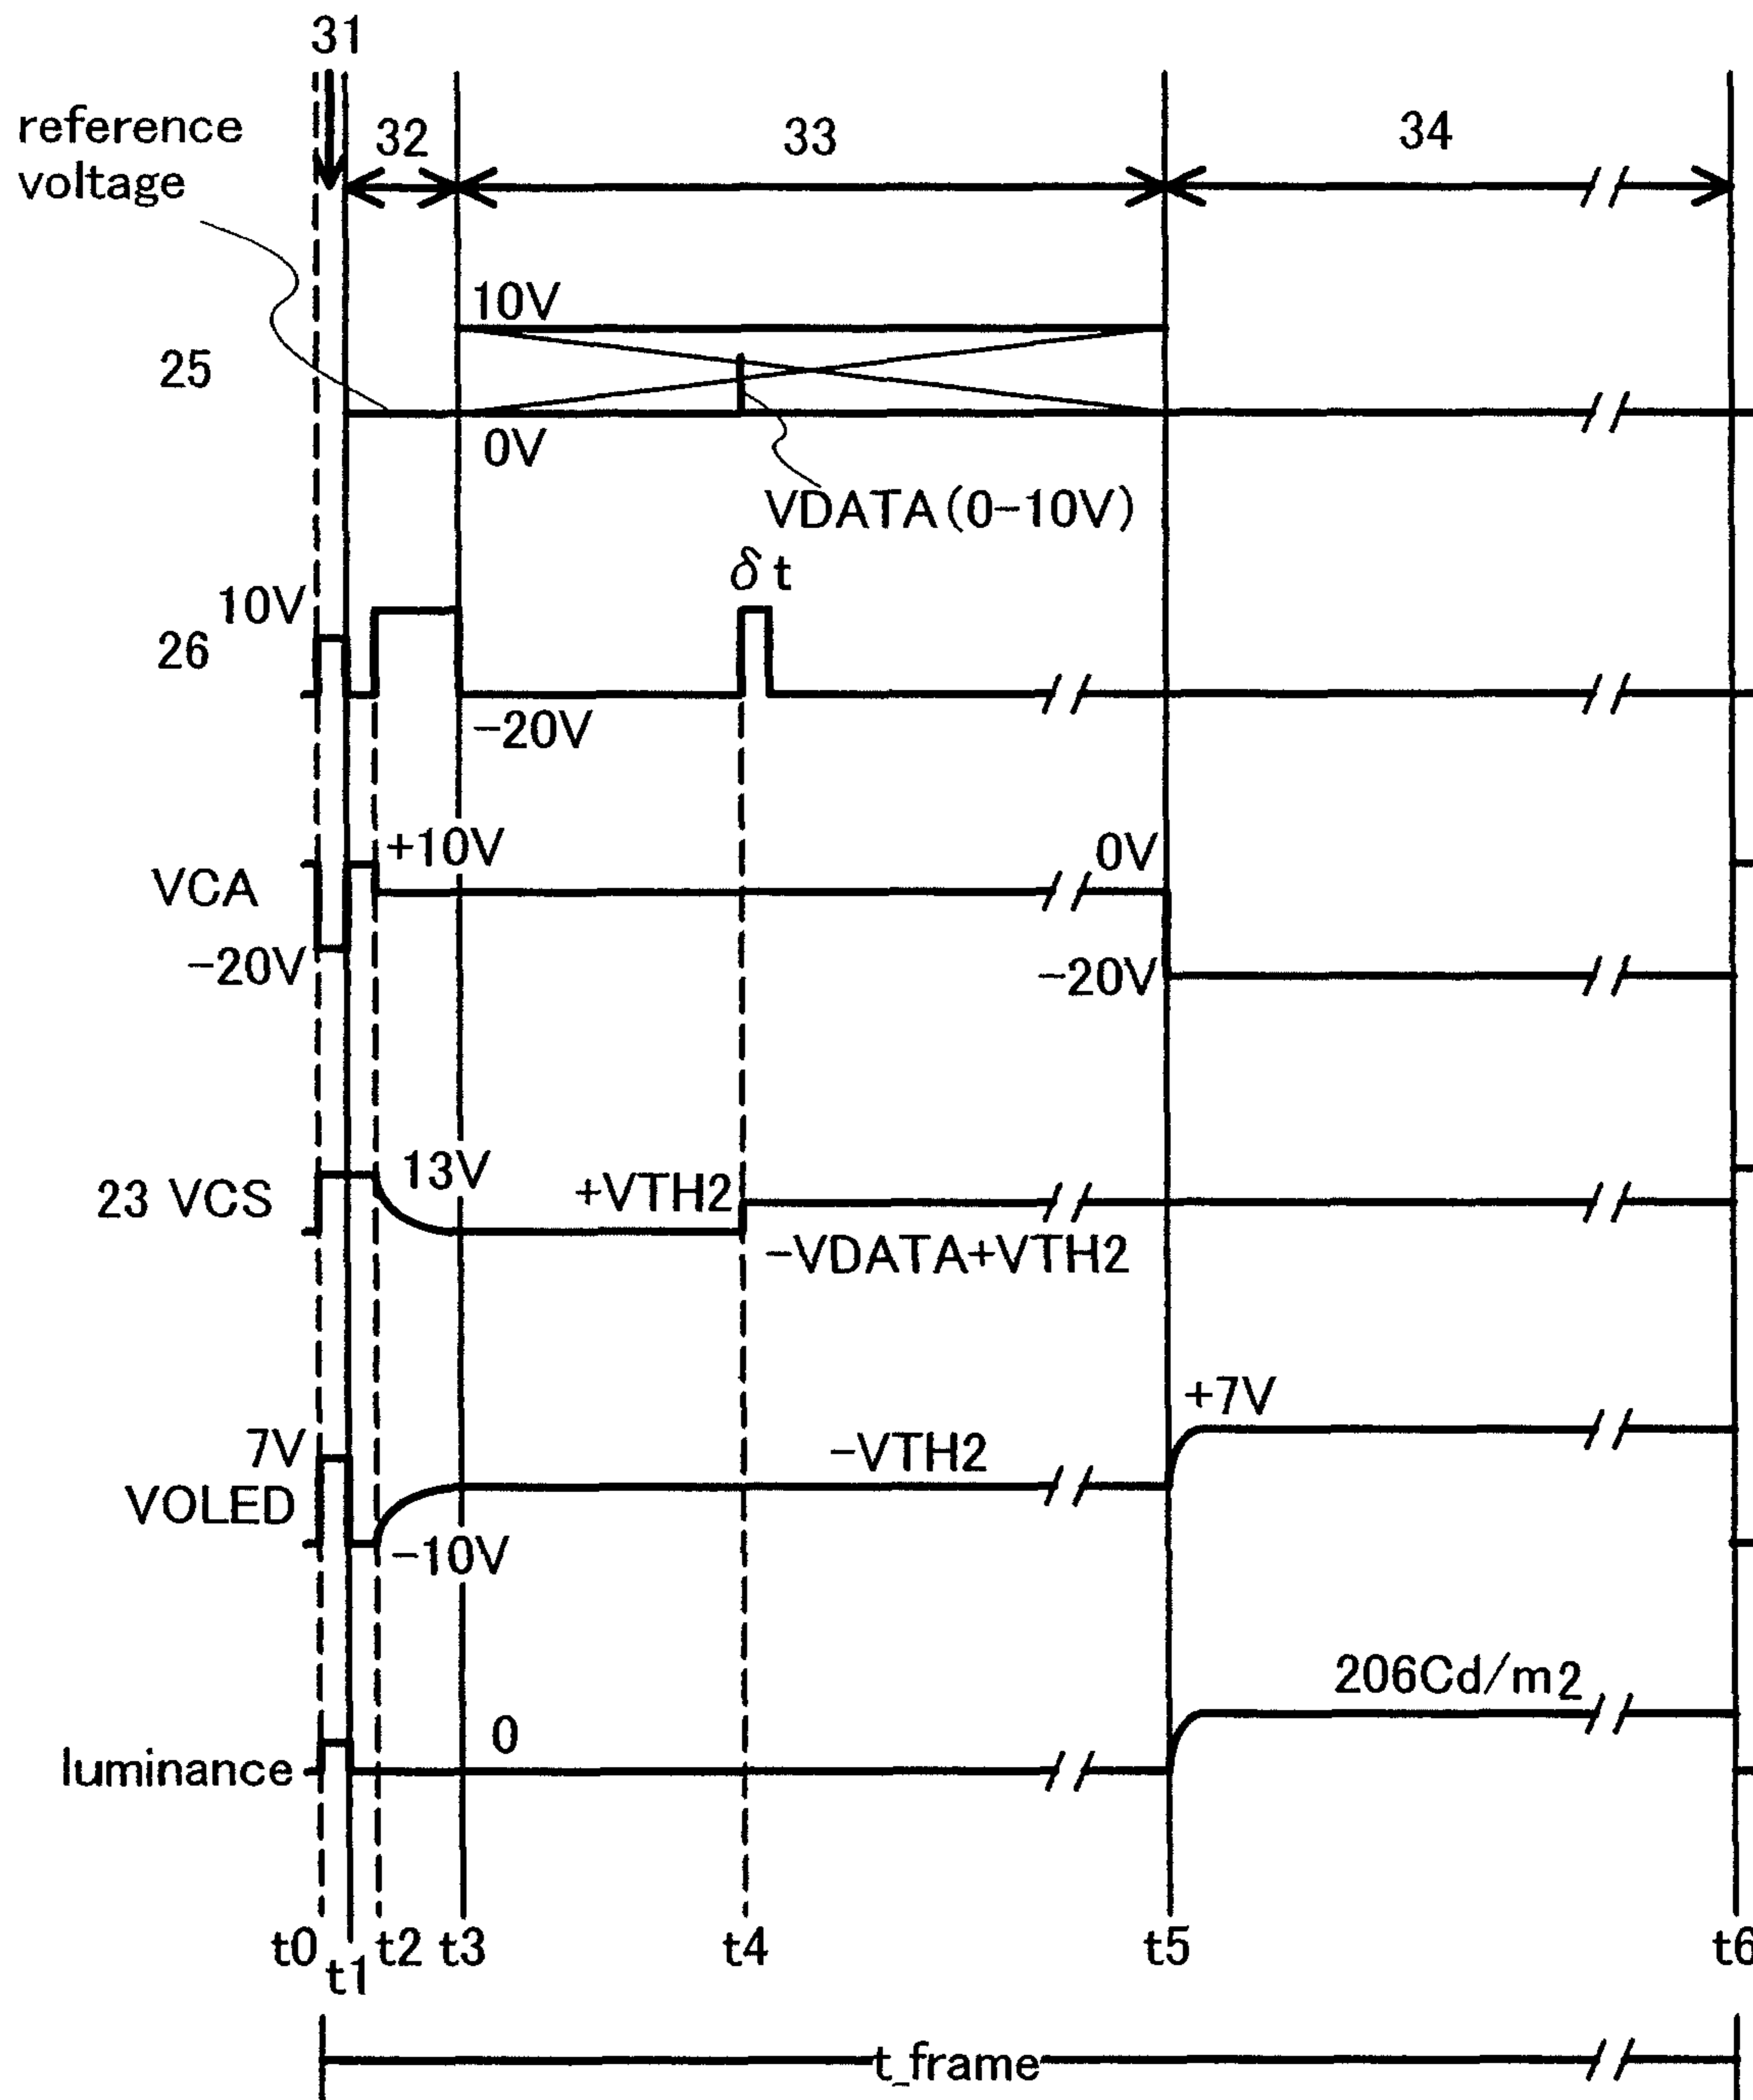 31
reference
voltage
32
33
34
10V
25
0V
VDATA(0-10V)
δt
10V
26
-20V
+10V
0V
VCA
-20V
-20V
13V
+VTH2
23 VCS
-VDATA+VTH2
+7V
7V
-VTH2
VOLED
-10V
206Cd/m2
0
luminance
t0
t1
t2
t3
t4
t5
t6
t_frame